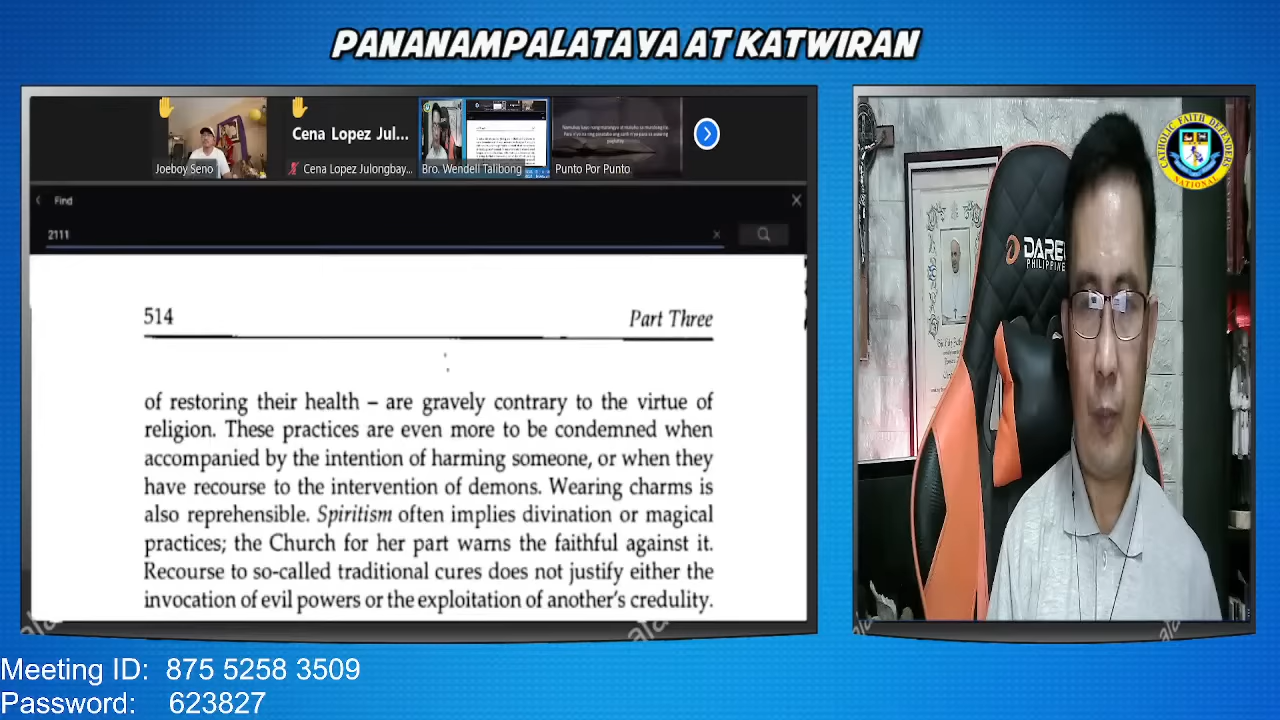 PANANAMPALATAYA AT KATWIRAN
Joeboy Seno
Cena Lopez Jul...
Cena Lopez Julongbay...
Bro. Wendell Talibong
Punto Por Punto
Find
2111
514
Part Three
of restoring their health – are gravely contrary to the virtue of
religion. These practices are even more to be condemned when
accompanied by the intention of harming someone, or when they
have recourse to the intervention of demons. Wearing charms is
also reprehensible. Spiritism often implies divination or magical
practices; the Church for her part warns the faithful against it.
Recourse to so-called traditional cures does not justify either the
invocation of evil powers or the exploitation of another's credulity.
CATHOLIC FAITH DEFENDERS
NATIONAL
PHILIPPINE
Meeting ID: 875 5258 3509
Password: 623827